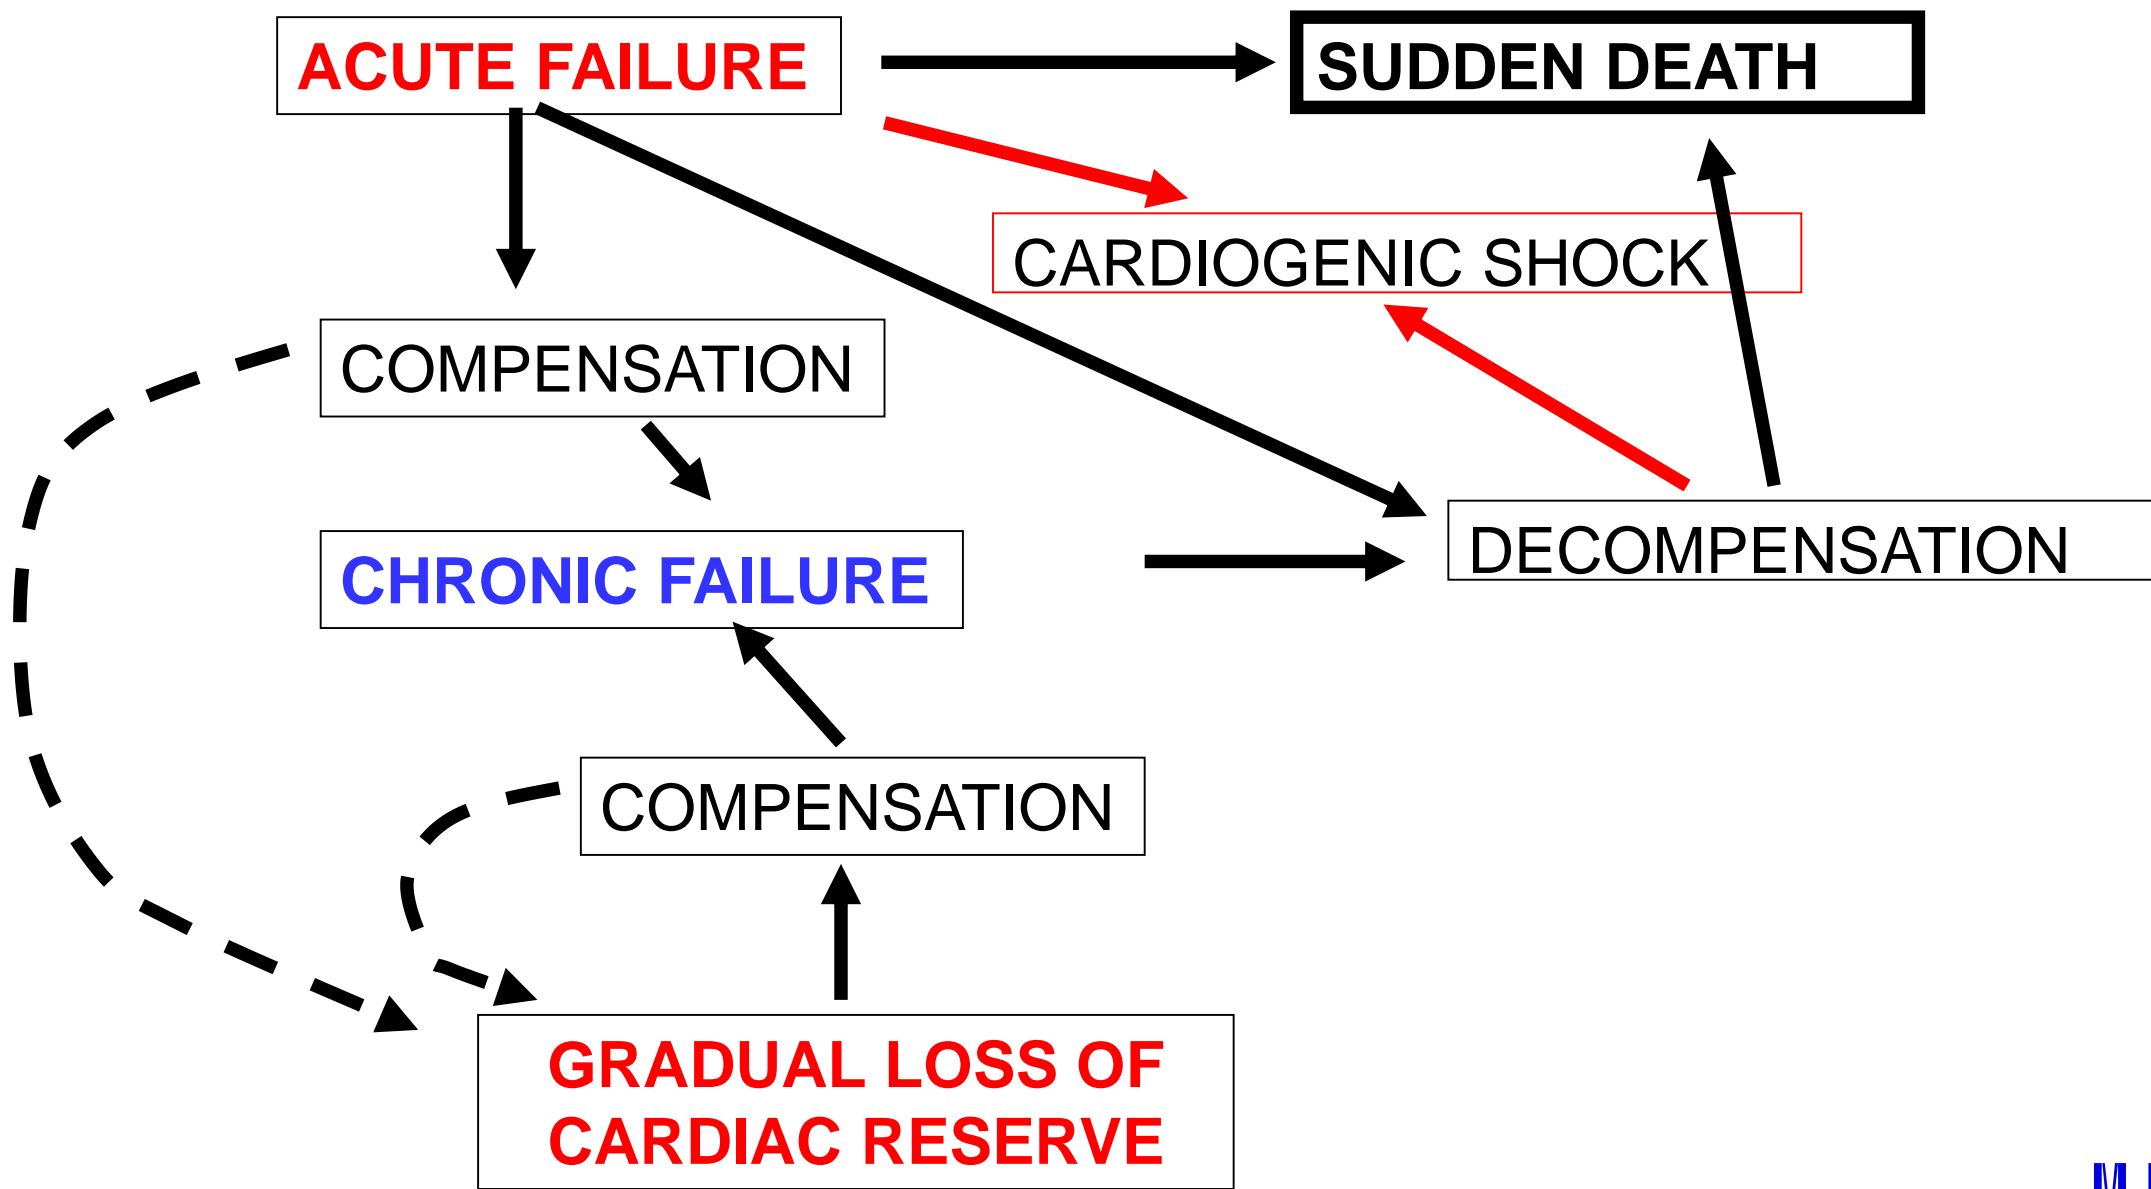 ACUTE FAILURE
SUDDEN DEATH
CARDIOGENIC SHOCK
COMPENSATION
DECOMPENSATION
CHRONIC FAILURE
COMPENSATION
GRADUAL LOSS OF
CARDIAC RESERVE